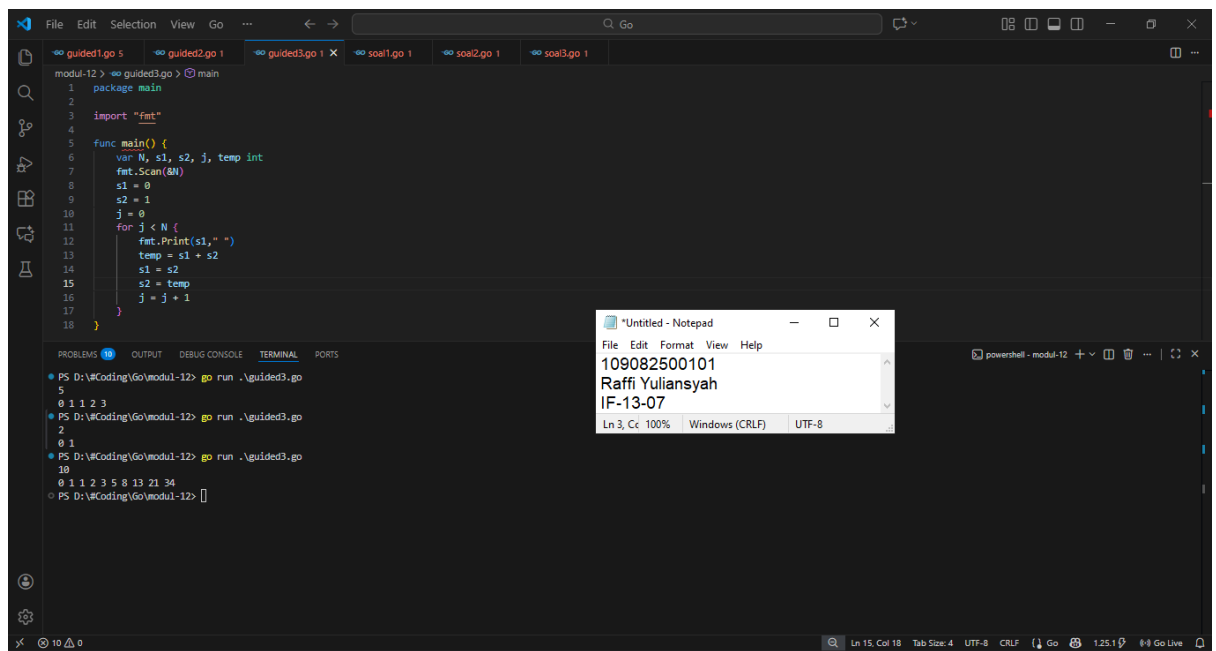 File Edit Selection View Go ··· ← → Go
guided1.go 5 guided2.go 1 guided3.go 1 × soal1.go 1 soal2.go 1 soal3.go 1
modul-12 > guided3.go > main
1 package main
2
3 import "fmt"
4
5 func main() {
6 var N, s1, s2, j, temp int
7 fmt.Scan(&N)
8 s1 = 0
9 s2 = 1
10 j = 0
11 for j < N {
12 fmt.Print(s1," ")
13 temp = s1 + s2
14 s1 = s2
15 s2 = temp
16 j = j + 1
17 }
18 }
*Untitled - Notepad
File Edit Format View Help
109082500101
Raffi Yuliansyah
IF-13-07
Ln 3, Cc 100% Windows (CRLF) UTF-8
PROBLEMS 10 OUTPUT DEBUG CONSOLE TERMINAL PORTS powershell - modul-12
PS D:\#Coding\Go\modul-12> go run .\guided3.go
5
0 1 1 2 3
PS D:\#Coding\Go\modul-12> go run .\guided3.go
2
0 1
PS D:\#Coding\Go\modul-12> go run .\guided3.go
10
0 1 1 2 3 5 8 13 21 34
PS D:\#Coding\Go\modul-12>
10 0 Ln 15, Col 18 Tab Size: 4 UTF-8 CRLF {} Go 1.25.1 Go Live